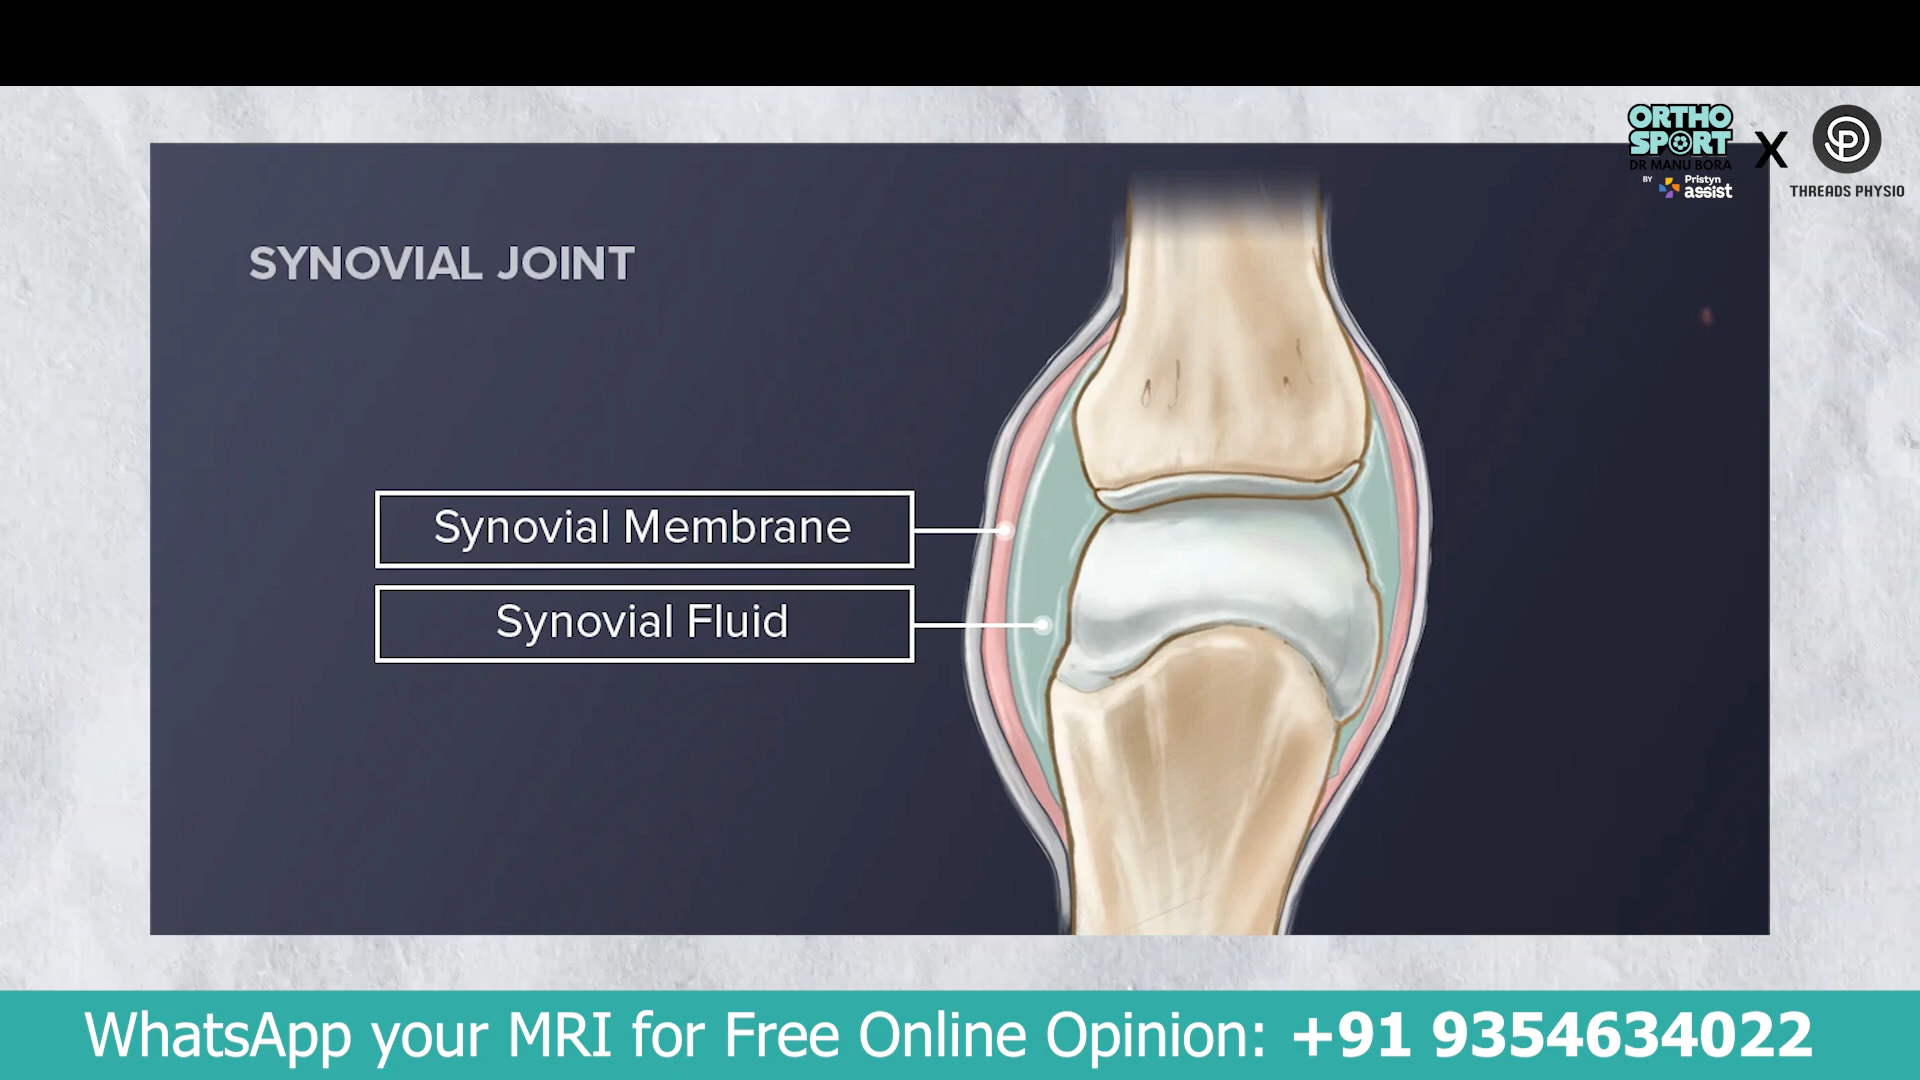 ORTHO
SPORT
DR MANU BORA
BY Pristyn
assist
X
THREADS PHYSIO
SYNOVIAL JOINT
Synovial Membrane
Synovial Fluid
WhatsApp your MRI for Free Online Opinion: +91 9354634022